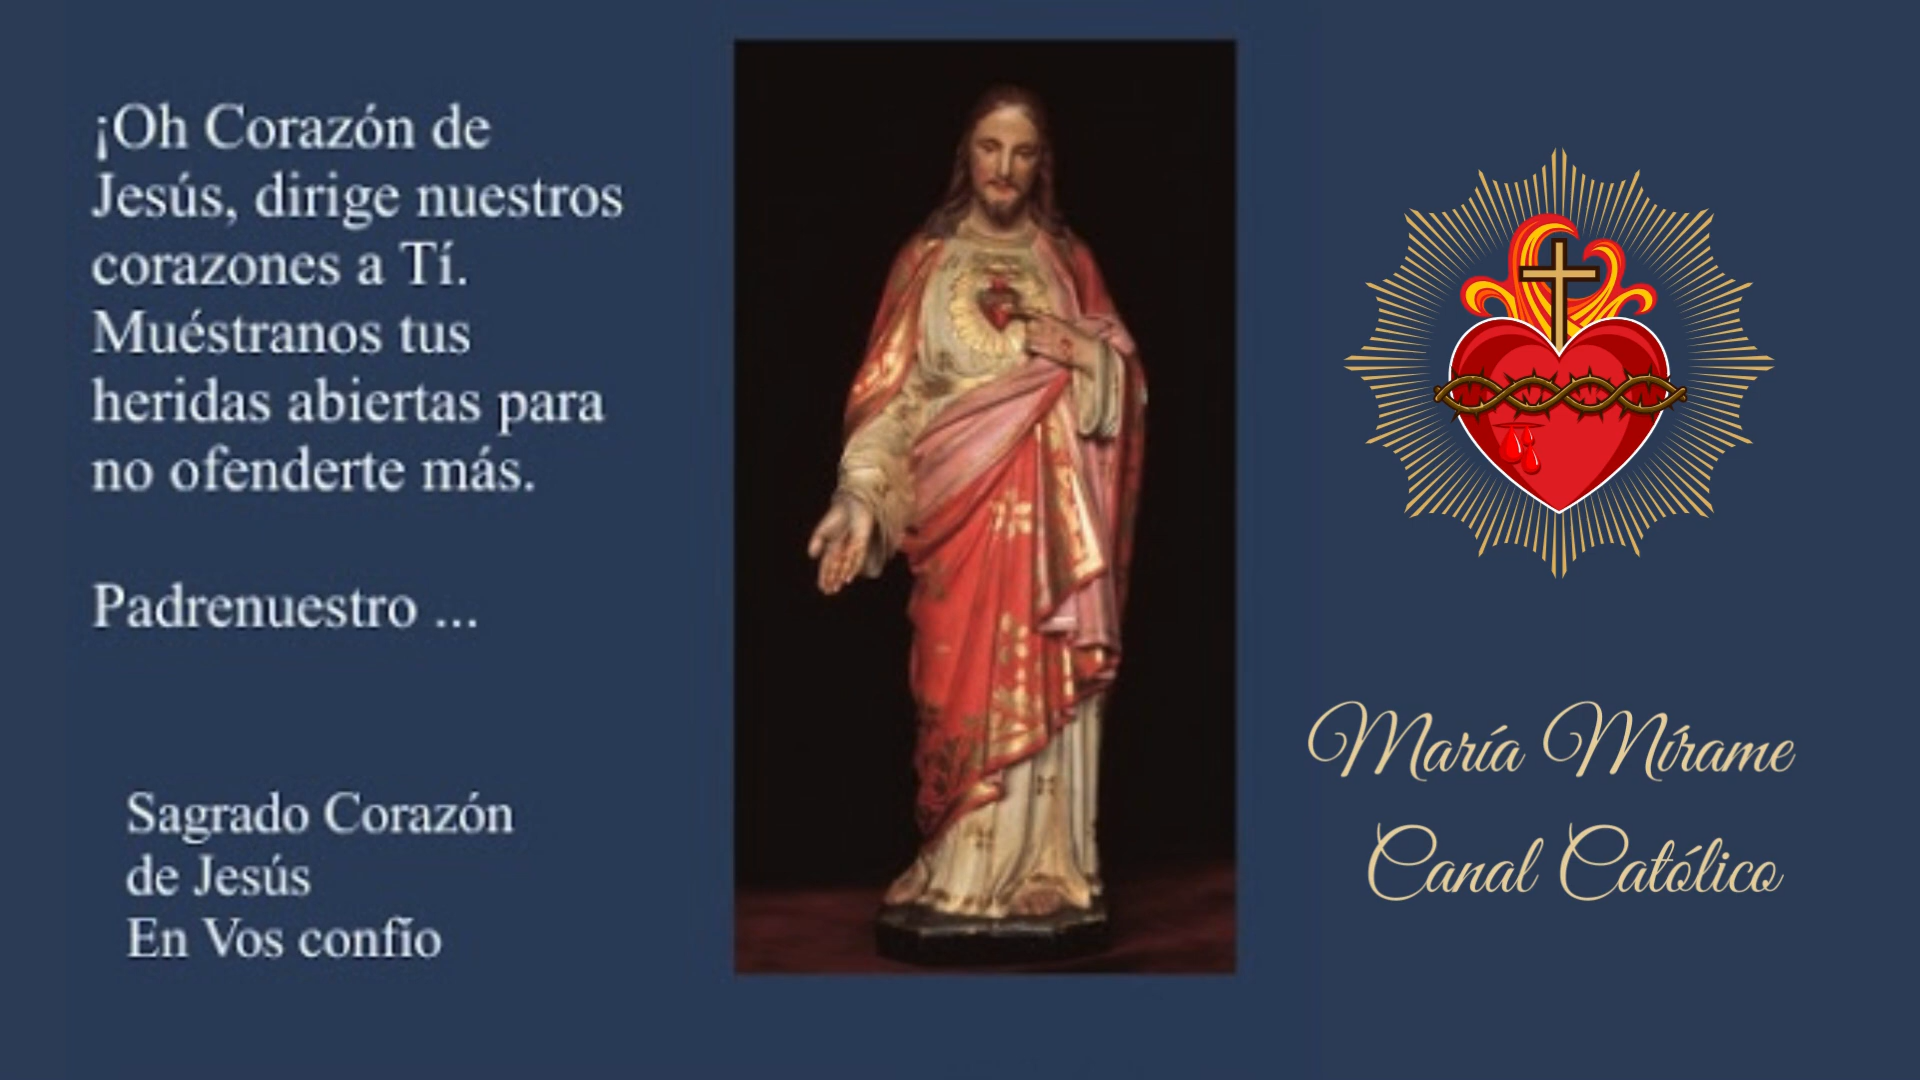 ¡Oh Corazón de
Jesús, dirige nuestros
corazones a Tí.
Muéstranos tus
heridas abiertas para
no ofenderte más.
Padrenuestro ...
Sagrado Corazón
de Jesús
En Vos confío
María Mírame
Canal Católico